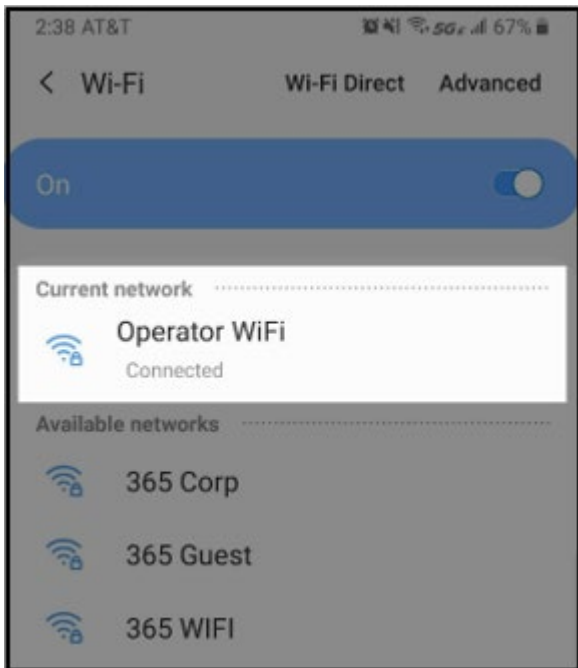 2:38 AT&T 5GE 67%
Wi-Fi Wi-Fi Direct Advanced
On
Current network
Operator WiFi
Connected
Available networks
365 Corp
365 Guest
365 WIFI